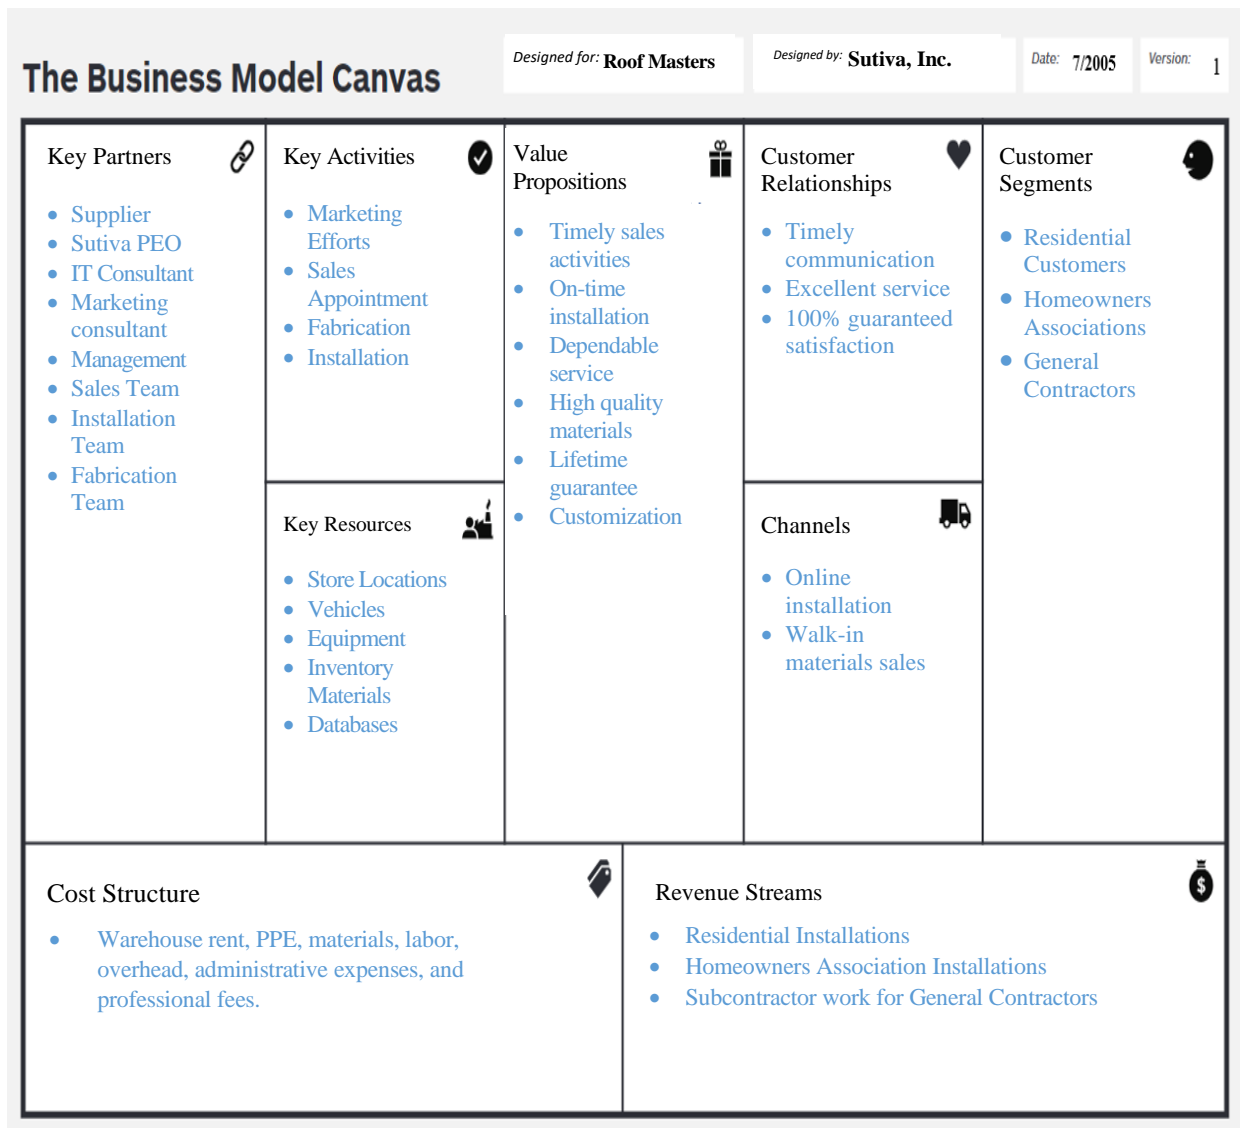 The Business Model Canvas
Designed for: Roof Masters
Designed by: Sutiva, Inc.
Date: 7/2005
Version: 1
Key Partners
• Supplier
• Sutiva PEO
• IT Consultant
• Marketing
consultant
• Management
• Sales Team
• Installation
Team
• Fabrication
Team
Key Activities
• Marketing
Efforts
• Sales
Appointment
• Fabrication
• Installation
Key Resources
• Store Locations
• Vehicles
• Equipment
• Inventory
Materials
• Databases
Value
Propositions
• Timely sales
activities
• On-time
installation
• Dependable
service
• High quality
materials
• Lifetime
guarantee
• Customization
Customer
Relationships
• Timely
communication
• Excellent service
• 100% guaranteed
satisfaction
Channels
• Online
installation
• Walk-in
materials sales
Customer
Segments
• Residential
Customers
• Homeowners
Associations
• General
Contractors
Cost Structure
• Warehouse rent, PPE, materials, labor,
overhead, administrative expenses, and
professional fees.
Revenue Streams
• Residential Installations
• Homeowners Association Installations
• Subcontractor work for General Contractors
$